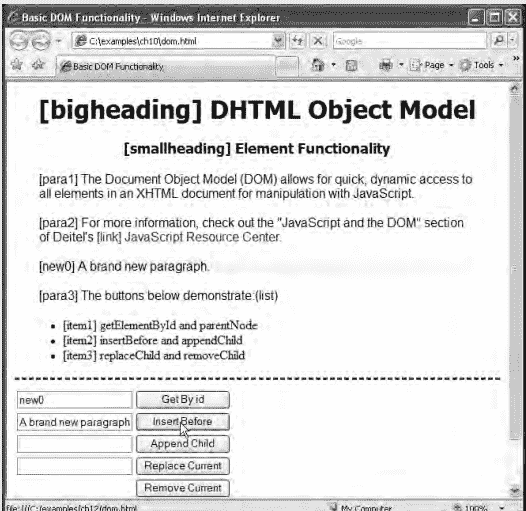 Basic DOM Functionality - Windows Internet Explorer
C:\examples\ch10\dom.html
Google
Basic DOM Functionality
Page
Tools
[bigheading] DHTML Object Model
[smallheading] Element Functionality
[para1] The Document Object Model (DOM) allows for quick, dynamic access to
all elements in an XHTML document for manipulation with JavaScript.
[para2] For more information, check out the "JavaScript and the DOM" section
of Deitel's [link] JavaScript Resource Center.
[new0] A brand new paragraph.
[para3] The buttons below demonstrate:(list)
• [item1] getElementById and parentNode
• [item2] insertBefore and appendChild
• [item3] replaceChild and removeChild
new0 Get By id
A brand new paragraph Insert Before
Append Child
Replace Current
Remove Current
file:///C:/examples/ch12/dom.html My Computer 100%